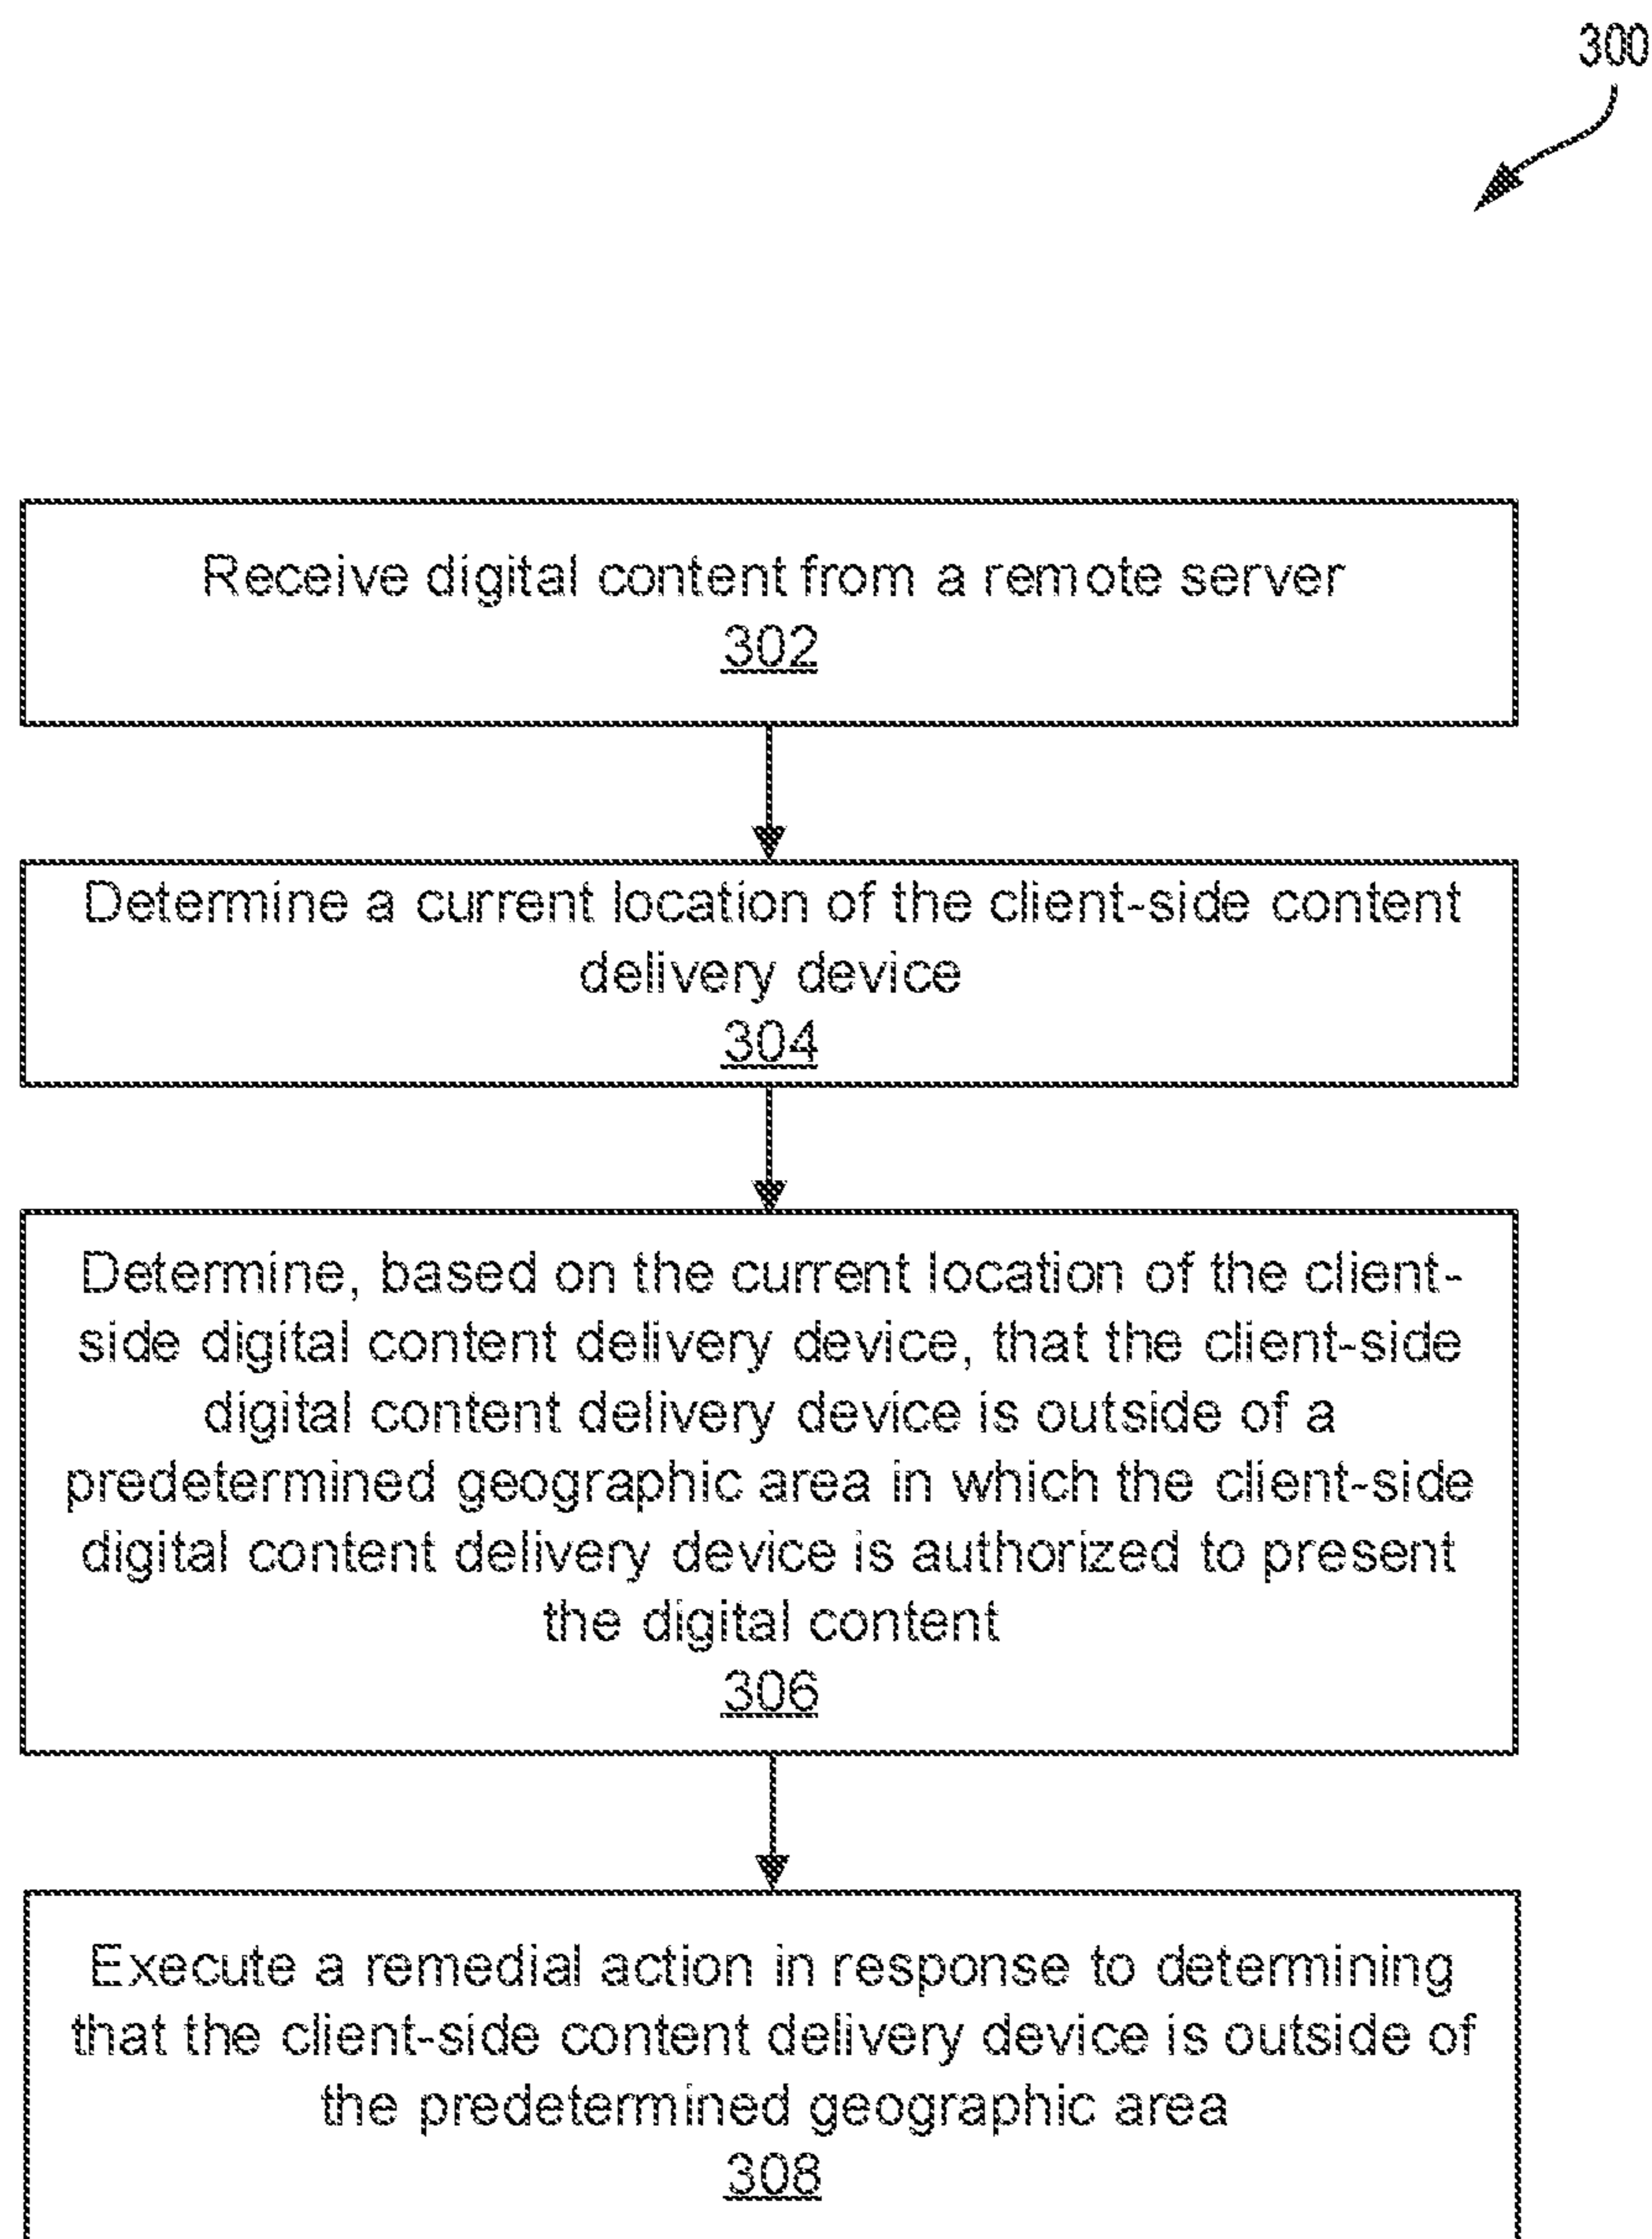 300
Receive digital content from a remote server
302
Determine a current location of the client-side content
delivery device
304
Determine, based on the current location of the client-
side digital content delivery device, that the client-side
digital content delivery device is outside of a
predetermined geographic area in which the client-side
digital content delivery device is authorized to present
the digital content
306
Execute a remedial action in response to determining
that the client-side content delivery device is outside of
the predetermined geographic area
308